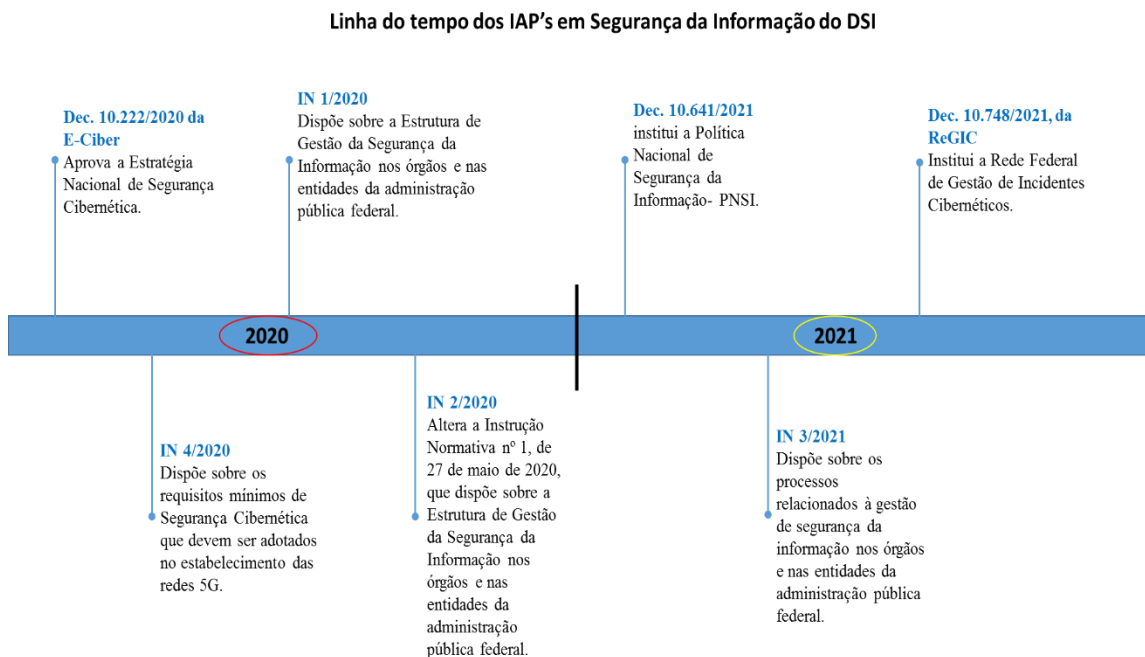 Linha do tempo dos IAP's em Segurança da Informação do DSI
Dec. 10.222/2020 da
E-Ciber
Aprova a Estratégia
Nacional de Segurança
Cibernética.
IN 1/2020
Dispõe sobre a Estrutura de
Gestão da Segurança da
Informação nos órgãos e nas
entidades da administração
pública federal.
Dec. 10.641/2021
institui a Política
Nacional de
Segurança da
Informação- PNSI.
Dec. 10.748/2021, da
ReGIC
Institui a Rede Federal
de Gestão de Incidentes
Cibernéticos.
2020
2021
IN 4/2020
Dispõe sobre os
requisitos mínimos de
Segurança Cibernética
que devem ser adotados
no estabelecimento das
redes 5G.
IN 2/2020
Altera a Instrução
Normativa nº 1, de
27 de maio de 2020,
que dispõe sobre a
Estrutura de Gestão
da Segurança da
Informação nos
órgãos e nas
entidades da
administração
pública federal.
IN 3/2021
Dispõe sobre os
processos
relacionados à gestão
de segurança da
informação nos órgãos
e nas entidades da
administração pública
federal.